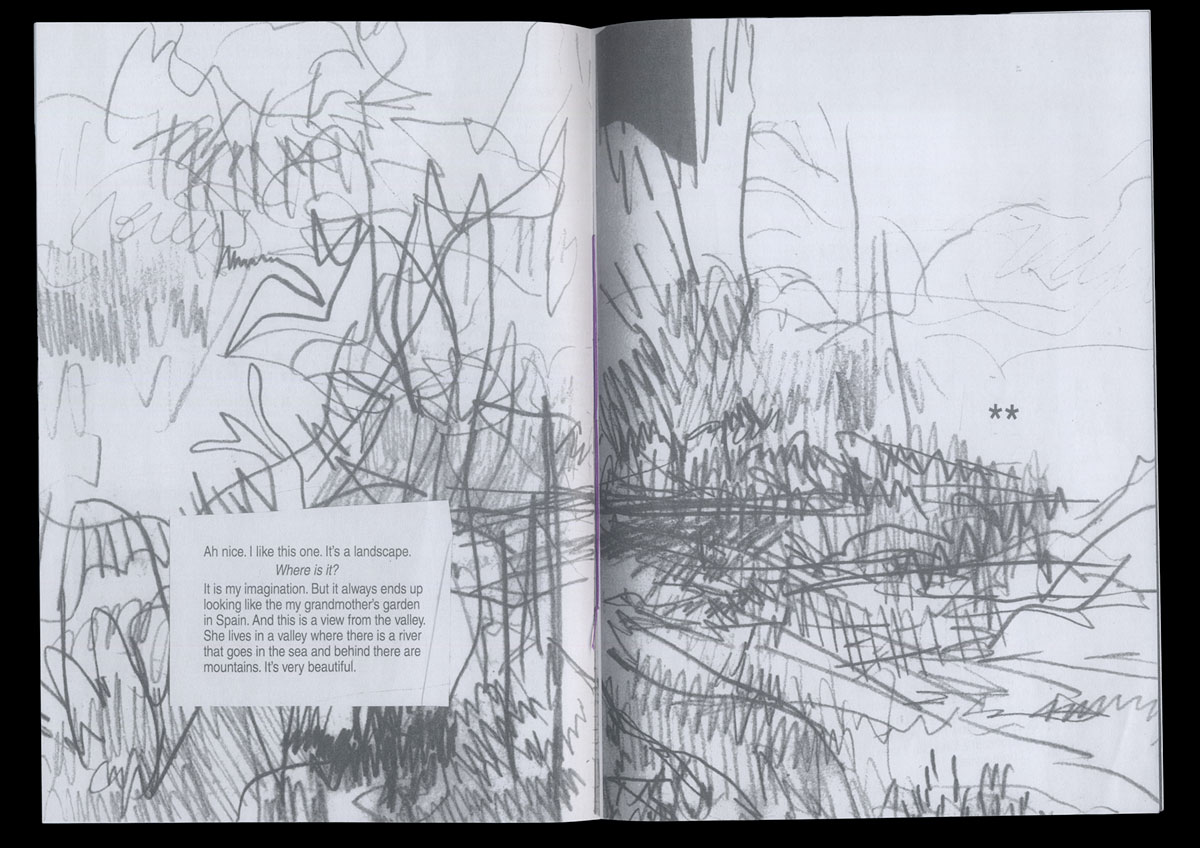 Ah nice. I like this one. It's a landscape.
Where is it?
It is my imagination. But it always ends up
looking like the my grandmother's garden
in Spain. And this is a view from the valley.
She lives in a valley where there is a river
that goes in the sea and behind there are
mountains. It's very beautiful.
**